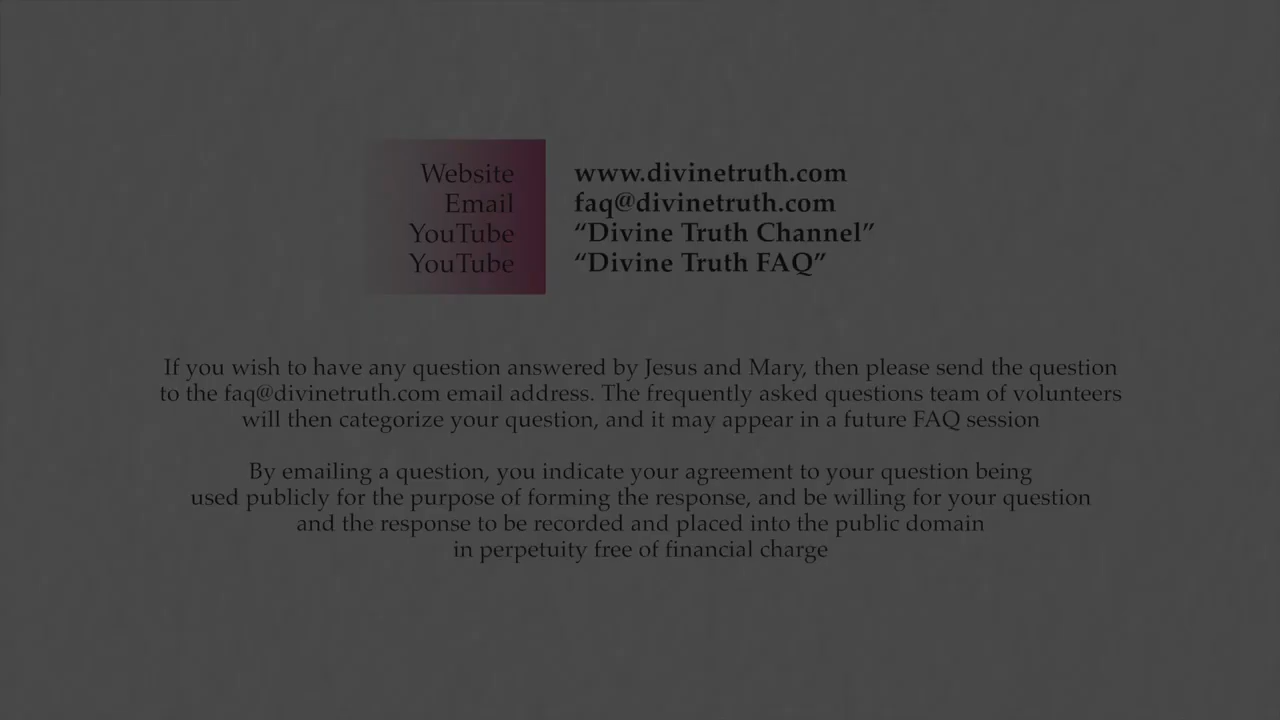 Website www.divinetruth.com
Email faq@divinetruth.com
YouTube “Divine Truth Channel”
YouTube “Divine Truth FAQ”
If you wish to have any question answered by Jesus and Mary, then please send the question
to the faq@divinetruth.com email address. The frequently asked questions team of volunteers
will then categorize your question, and it may appear in a future FAQ session
By emailing a question, you indicate your agreement to your question being
used publicly for the purpose of forming the response, and be willing for your question
and the response to be recorded and placed into the public domain
in perpetuity free of financial charge